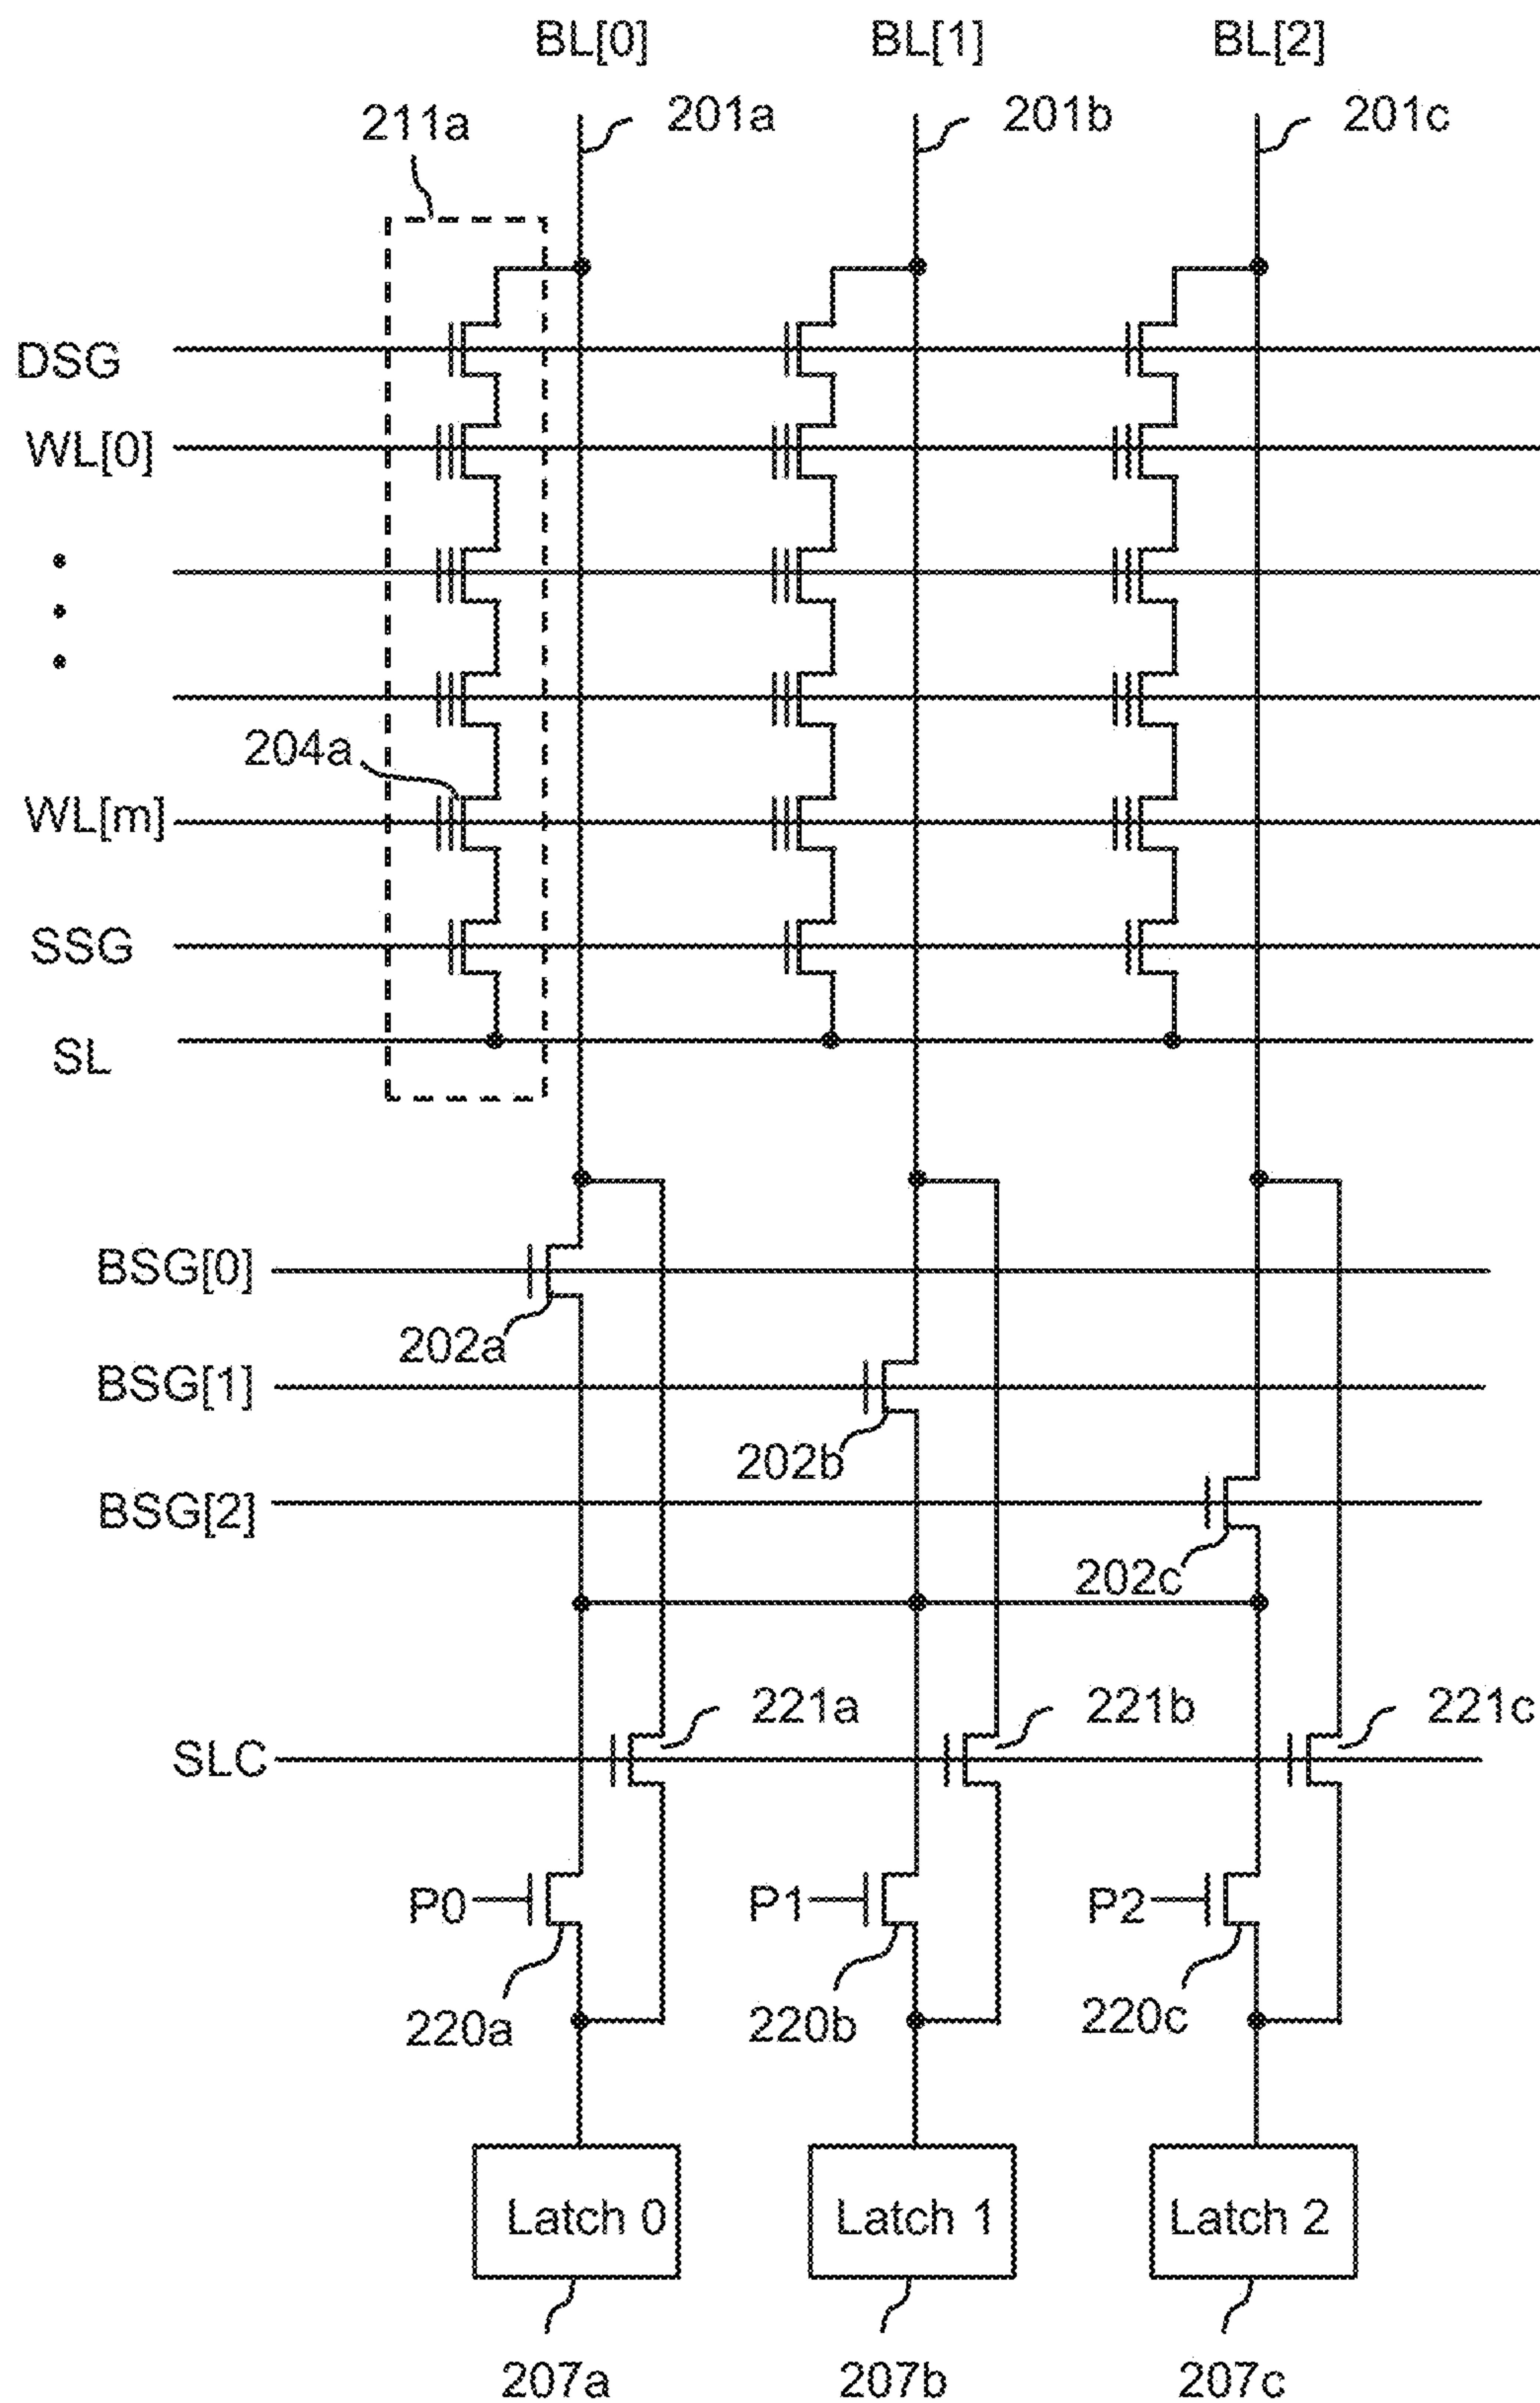 BL[0] BL[1] BL[2]
211a 201a 201b 201c
DSG
WL[0]
204a
WL[m]
SSG
SL
BSG[0]
202a
BSG[1]
202b
BSG[2]
202c
221a 221b 221c
SLC
P0 P1 P2
220a 220b 220c
Latch 0 Latch 1 Latch 2
207a 207b 207c